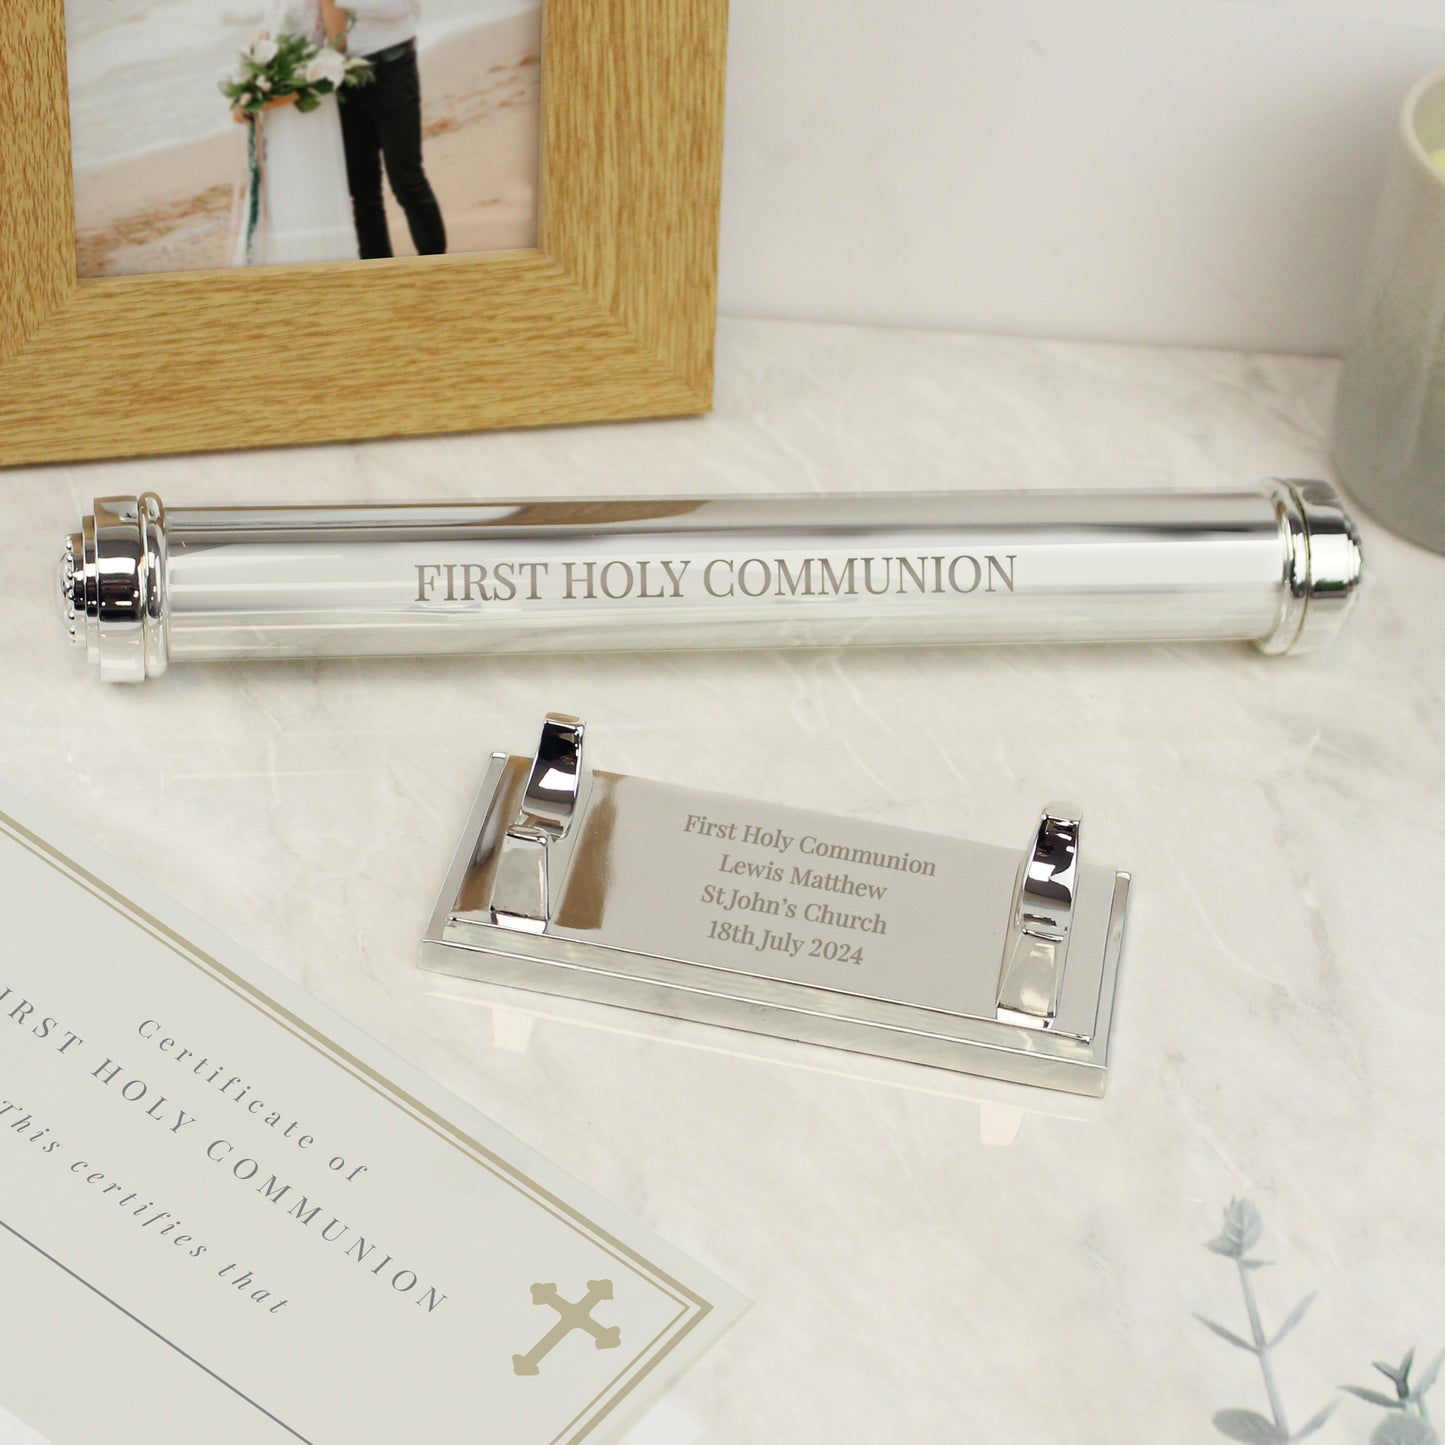 FIRST HOLY COMMUNION
First Holy Communion
Lewis Matthew
St John's Church
18th July 2024
Certificate of
HOLY COMMUNION
This certifies that